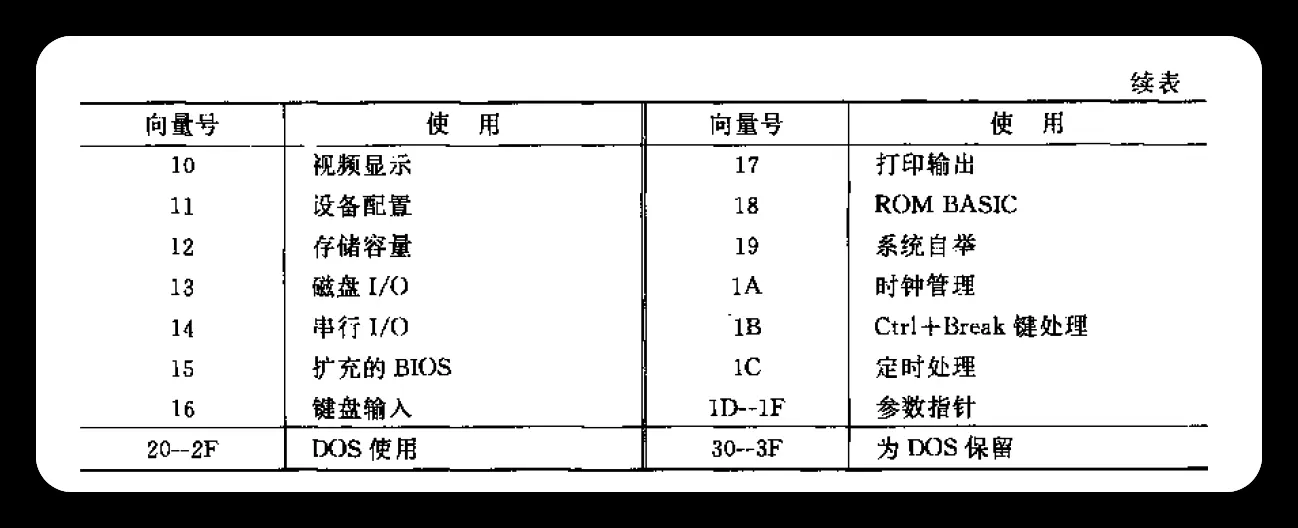 续表
向量号 使 用 向量号 使 用
10 视频显示 17 打印输出
11 设备配置 18 ROM BASIC
12 存储容量 19 系统自举
13 磁盘 I/O 1A 时钟管理
14 串行 I/O 1B Ctrl+Break 键处理
15 扩充的 BIOS 1C 定时处理
16 键盘输入 1D--1F 参数指针
20--2F DOS 使用 30--3F 为 DOS 保留